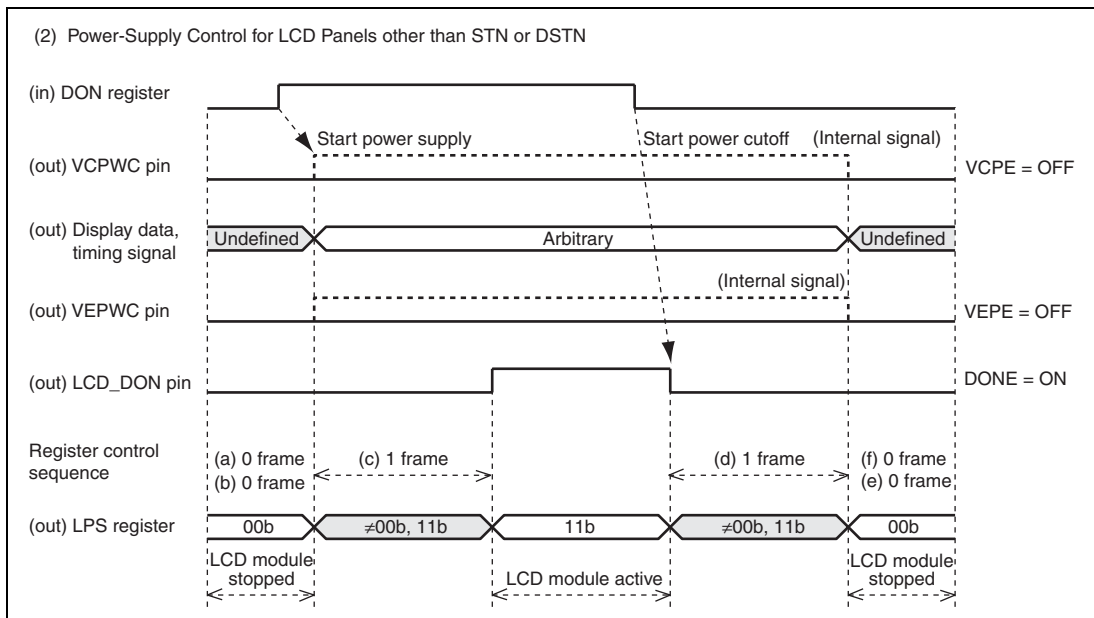 (2) Power-Supply Control for LCD Panels other than STN or DSTN
(in) DON register
Start power supply
Start power cutoff
(Internal signal)
(out) VCPWC pin
VCPE = OFF
(out) Display data,
timing signal
Undefined
Arbitrary
Undefined
(Internal signal)
(out) VEPWC pin
VEPE = OFF
(out) LCD_DON pin
DONE = ON
Register control
sequence
(a) 0 frame
(b) 0 frame
(c) 1 frame
(d) 1 frame
(f) 0 frame
(e) 0 frame
(out) LPS register
00b
≠00b, 11b
11b
≠00b, 11b
00b
LCD module
stopped
LCD module active
LCD module
stopped